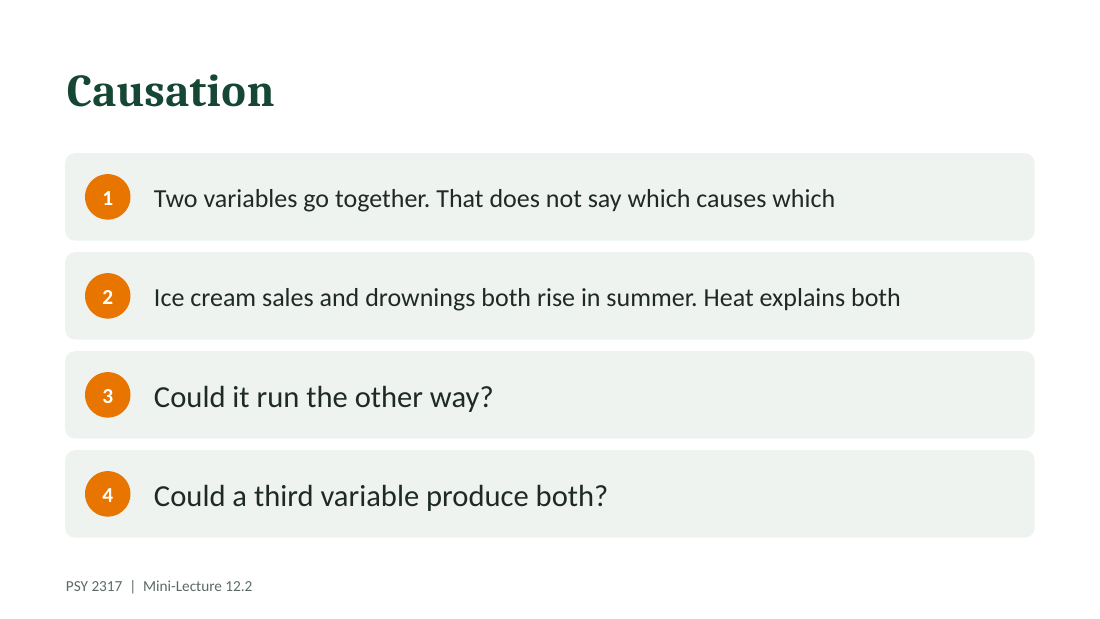 Causation
1 Two variables go together. That does not say which causes which
2 Ice cream sales and drownings both rise in summer. Heat explains both
3 Could it run the other way?
4 Could a third variable produce both?
PSY 2317 | Mini-Lecture 12.2